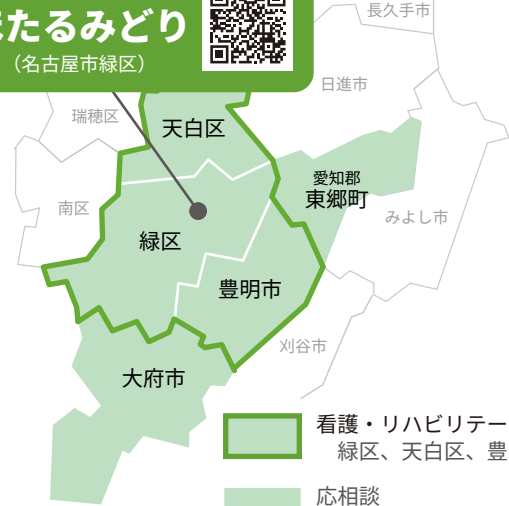 たるみどり
（名古屋市緑区）
長久手市
日進市
瑞穂区
天白区
愛知郡
東郷町
南区
みよし市
緑区
豊明市
刈谷市
大府市
看護・リハビリテー
緑区、天白区、豊
応相談